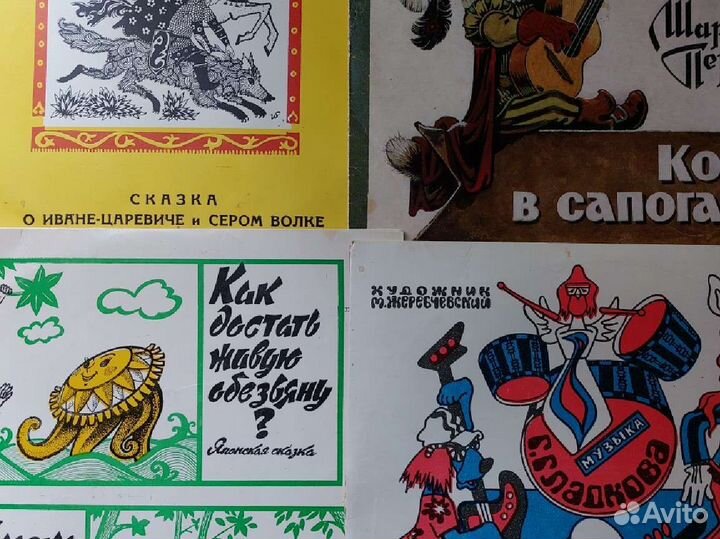 СКАЗКА
О ИВАНЕ-ЦАРЕВИЧЕ и СЕРОМ ВОЛКЕ
Шар
Пе
Ко
В САПОГА
Как
достать
живую
обезьяну
?
Японская сказка
ХУДОЖНИК
М. ЖЕРЕБЧЕВСКИЙ
МУЗЫКА
Г. ГЛАДКОВА
Avito